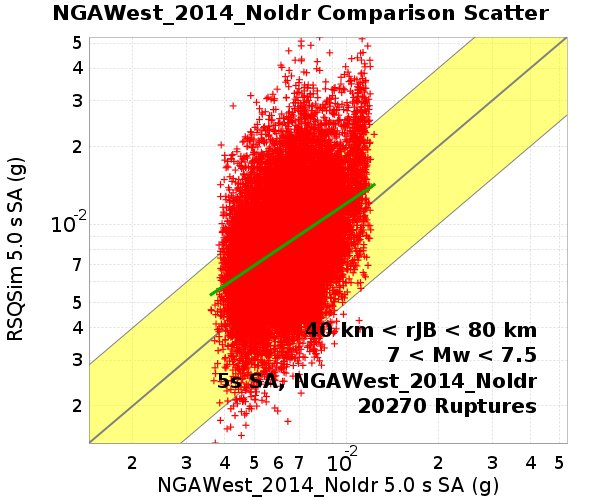 NGAWest_2014_NoIdr Comparison Scatter
5
4
3
2
10-2
7
5
4
3
2
RSQSim 5.0 s SA (g)
40 km < rJB < 80 km
7 < Mw < 7.5
5s SA, NGAWest_2014_NoIdr
20270 Ruptures
2 3 4 5 6 7 10-2 2 3 4 5
NGAWest_2014_NoIdr 5.0 s SA (g)